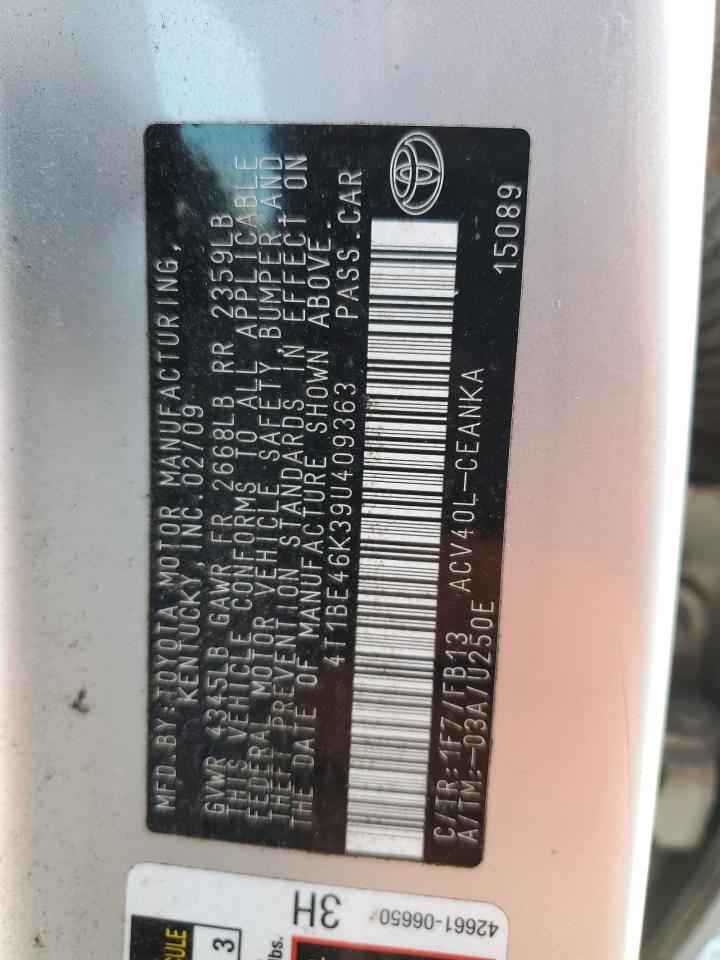 MFD.BY:TOYOTA MOTOR MANUFACTURING,
KENTUCKY,INC.02/09
GVWR 4345LB GAWR FR 2668LB RR 2359LB
THIS VEHICLE CONFORMS TO ALL APPLICABLE
FEDERAL MOTOR VEHICLE SAFETY,BUMPER,AND
THEFT PREVENTION STANDARDS IN EFFECT ON
THE DATE OF MANUFACTURE SHOWN ABOVE.
4T1BE46K39U409363 PASS.CAR
C/TR:1F7/FB13 ACV40L-CEANKA
A/TM:-03A/U250E 15089
3H
42661-06650
3
lbs.